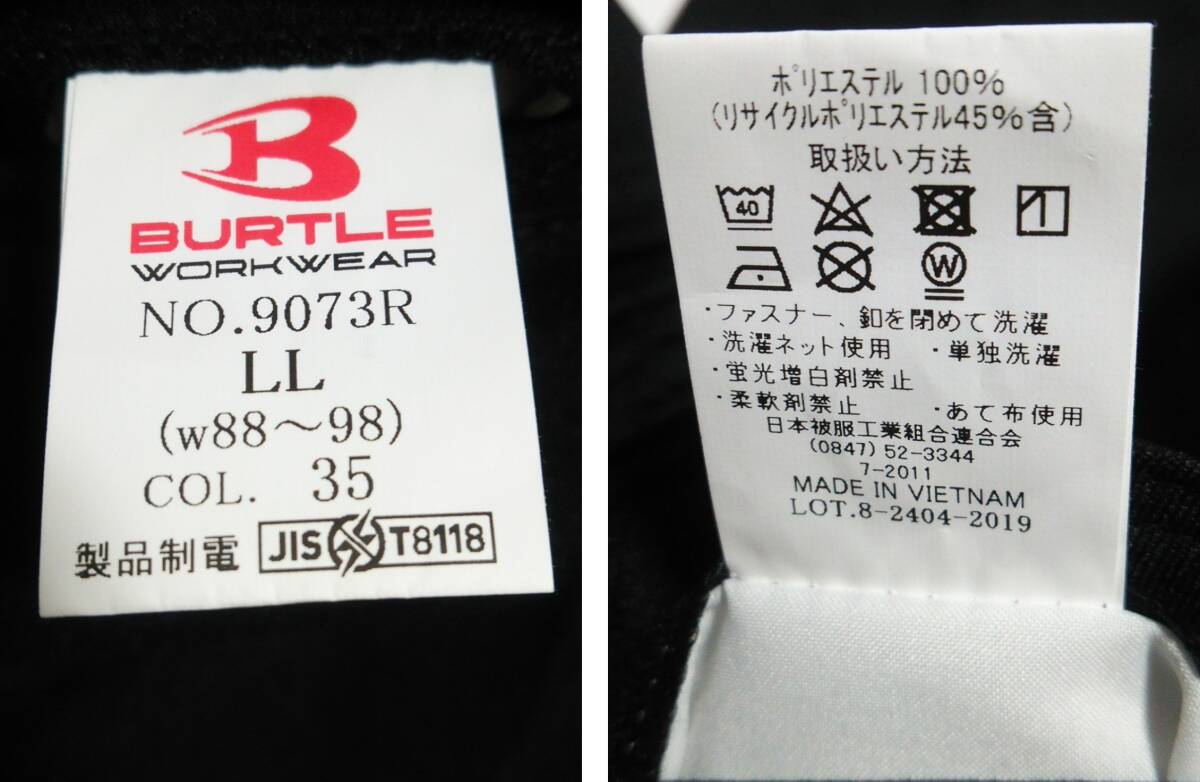 B
BURTLE
WORKWEAR
NO.9073R
LL
(w88～98)
COL. 35
製品制電 JIS T8118
ポリエステル 100%
(リサイクルポリエステル45%含)
取扱い方法
40
W
・ファスナー、釦を閉めて洗濯
・洗濯ネット使用 ・単独洗濯
・蛍光増白剤禁止
・柔軟剤禁止 ・あて布使用
日本被服工業組合連合会
(0847) 52-3344
7-2011
MADE IN VIETNAM
LOT.8-2404-2019